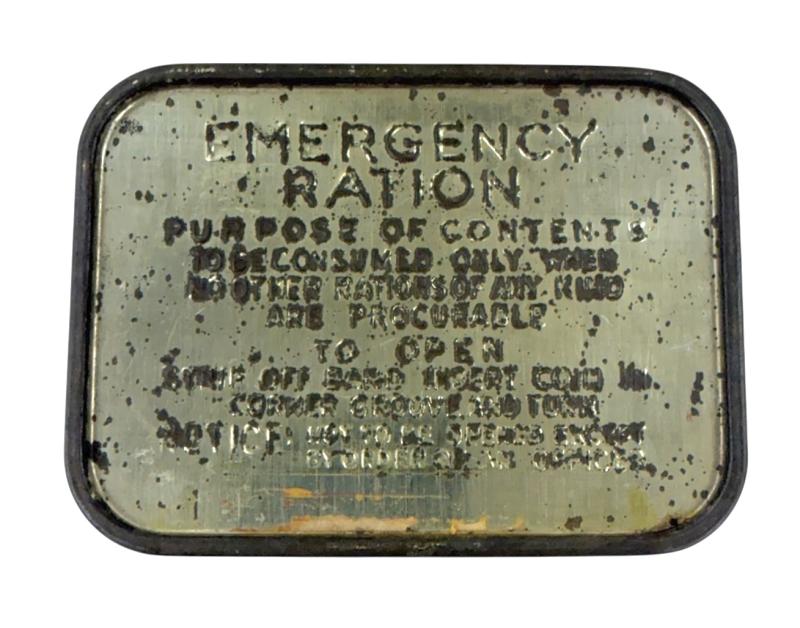 EMERGENCY
RATION
PURPOSE OF CONTENTS
TO BE CONSUMED ONLY WHEN
NO OTHER RATIONS OF ANY KIND
ARE PROCURABLE
TO OPEN
STRIP OFF BAND INSERT COIN IN
CORNER GROOVE AND TURN
NOTICE: NOT TO BE OPENED EXCEPT
BY ORDER OF AN OFFICER